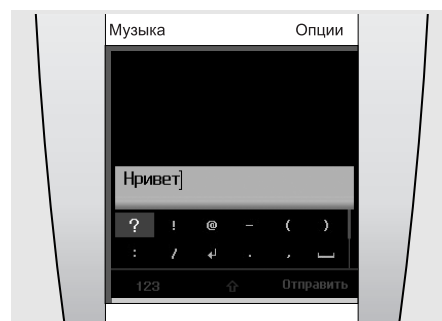 Музыка Опции
Нривет
? ! @ - ( )
: / ↵ . , ⎵
123 ⇧ Отправить